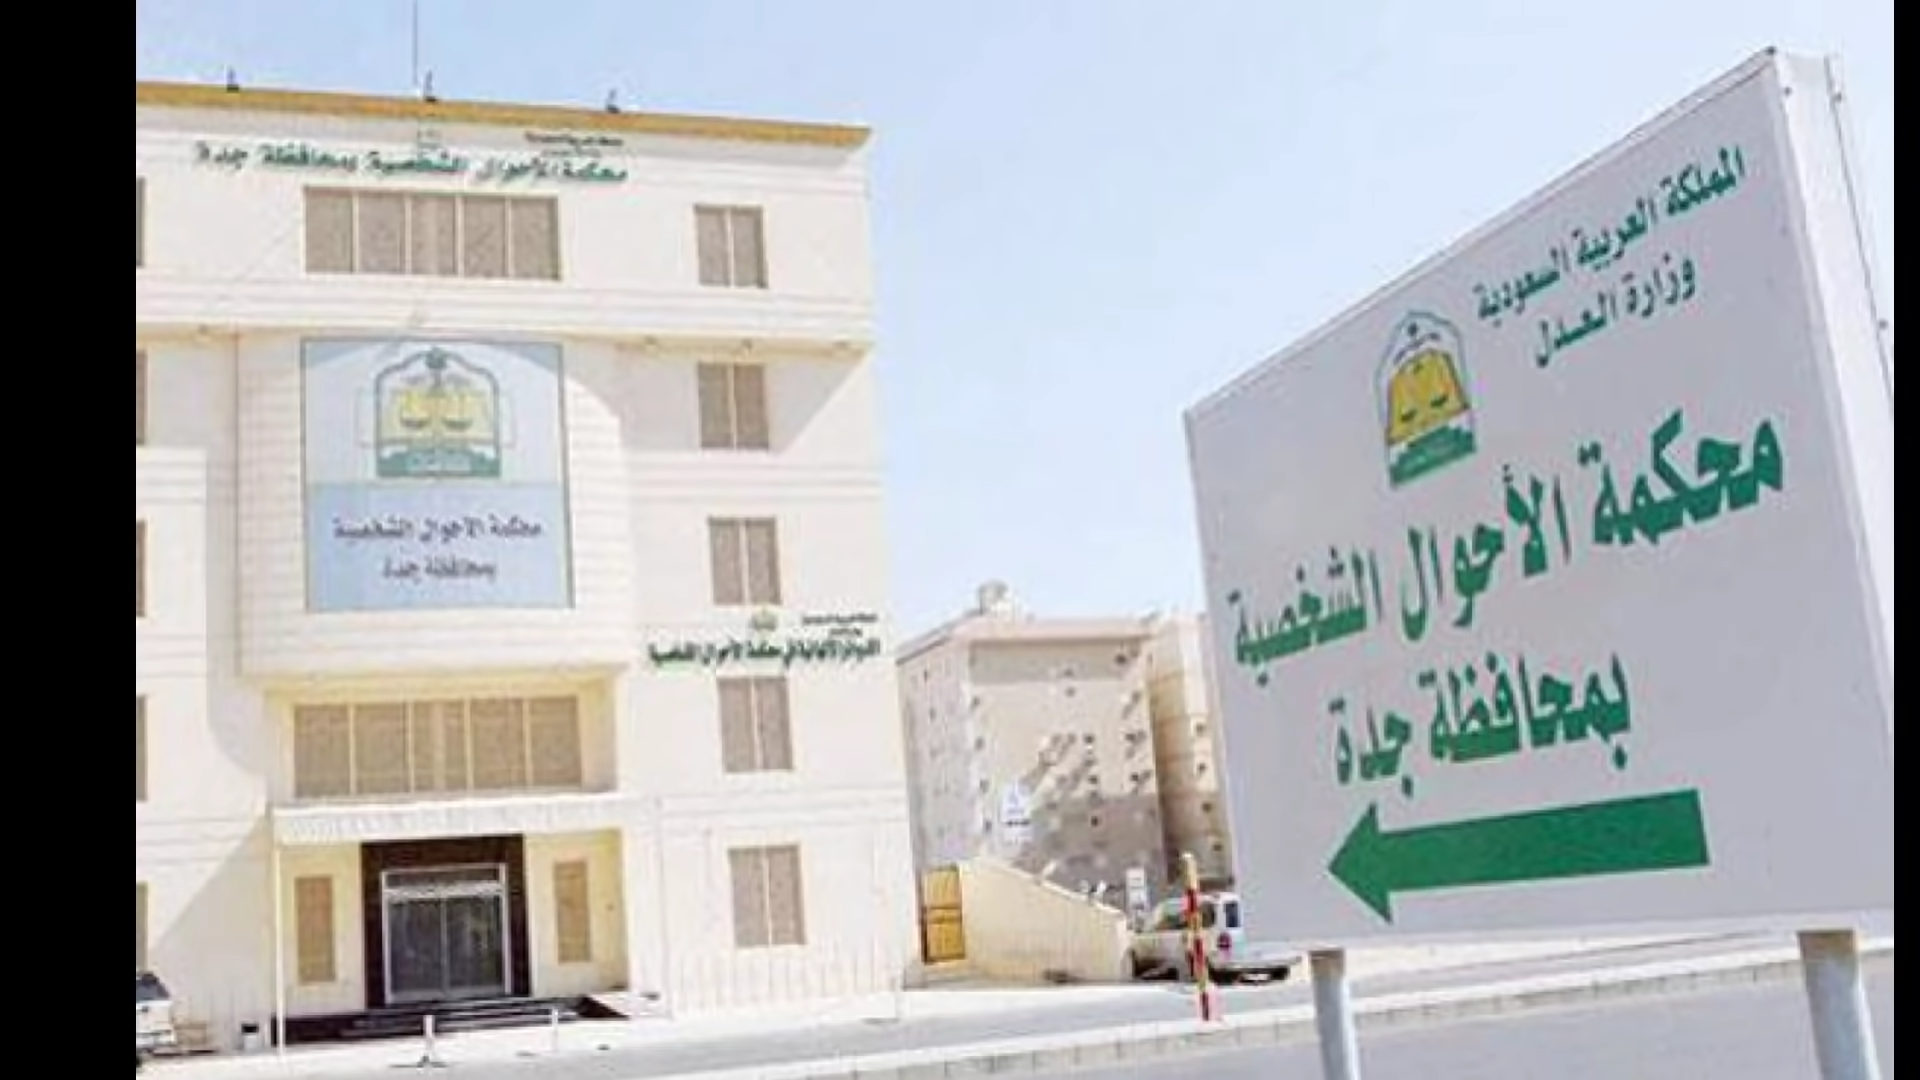 محكمة الأحوال الشخصية بمحافظة جدة
محكمة الأحوال الشخصية
بمحافظة جدة
المملكة العربية السعودية
وزارة العدل
محكمة الأحوال الشخصية
بمحافظة جدة